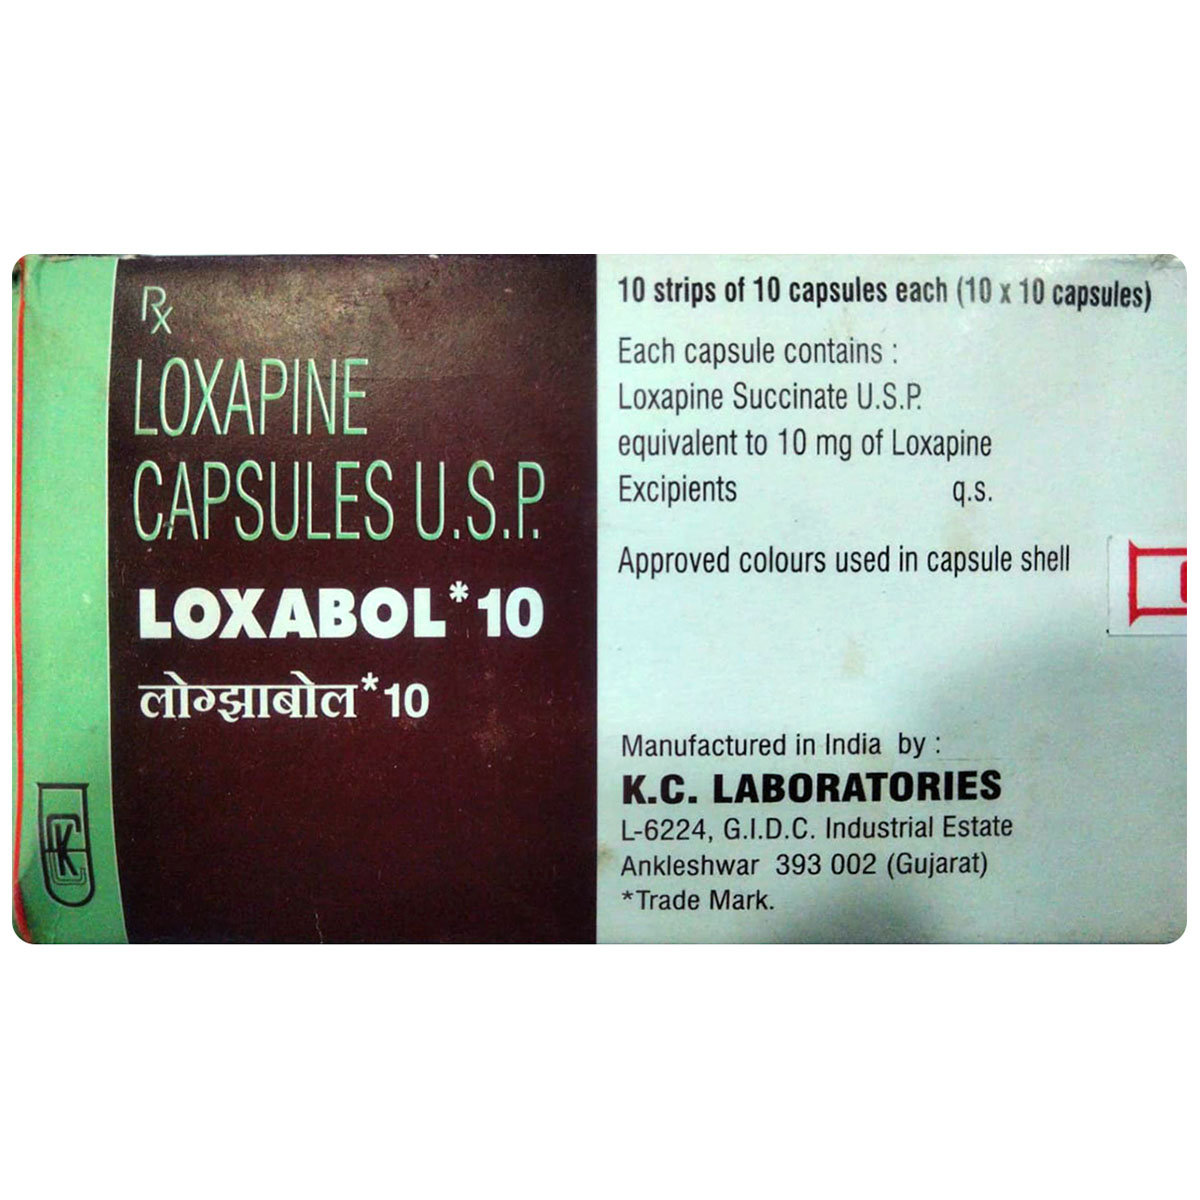 Rx
LOXAPINE
CAPSULES U.S.P.
LOXABOL*10
लोग्झाबोल*10
KCC
10 strips of 10 capsules each (10 x 10 capsules)
Each capsule contains :
Loxapine Succinate U.S.P.
equivalent to 10 mg of Loxapine
Excipients q.s.
Approved colours used in capsule shell
Manufactured in India by :
K.C. LABORATORIES
L-6224, G.I.D.C. Industrial Estate
Ankleshwar 393 002 (Gujarat)
*Trade Mark.